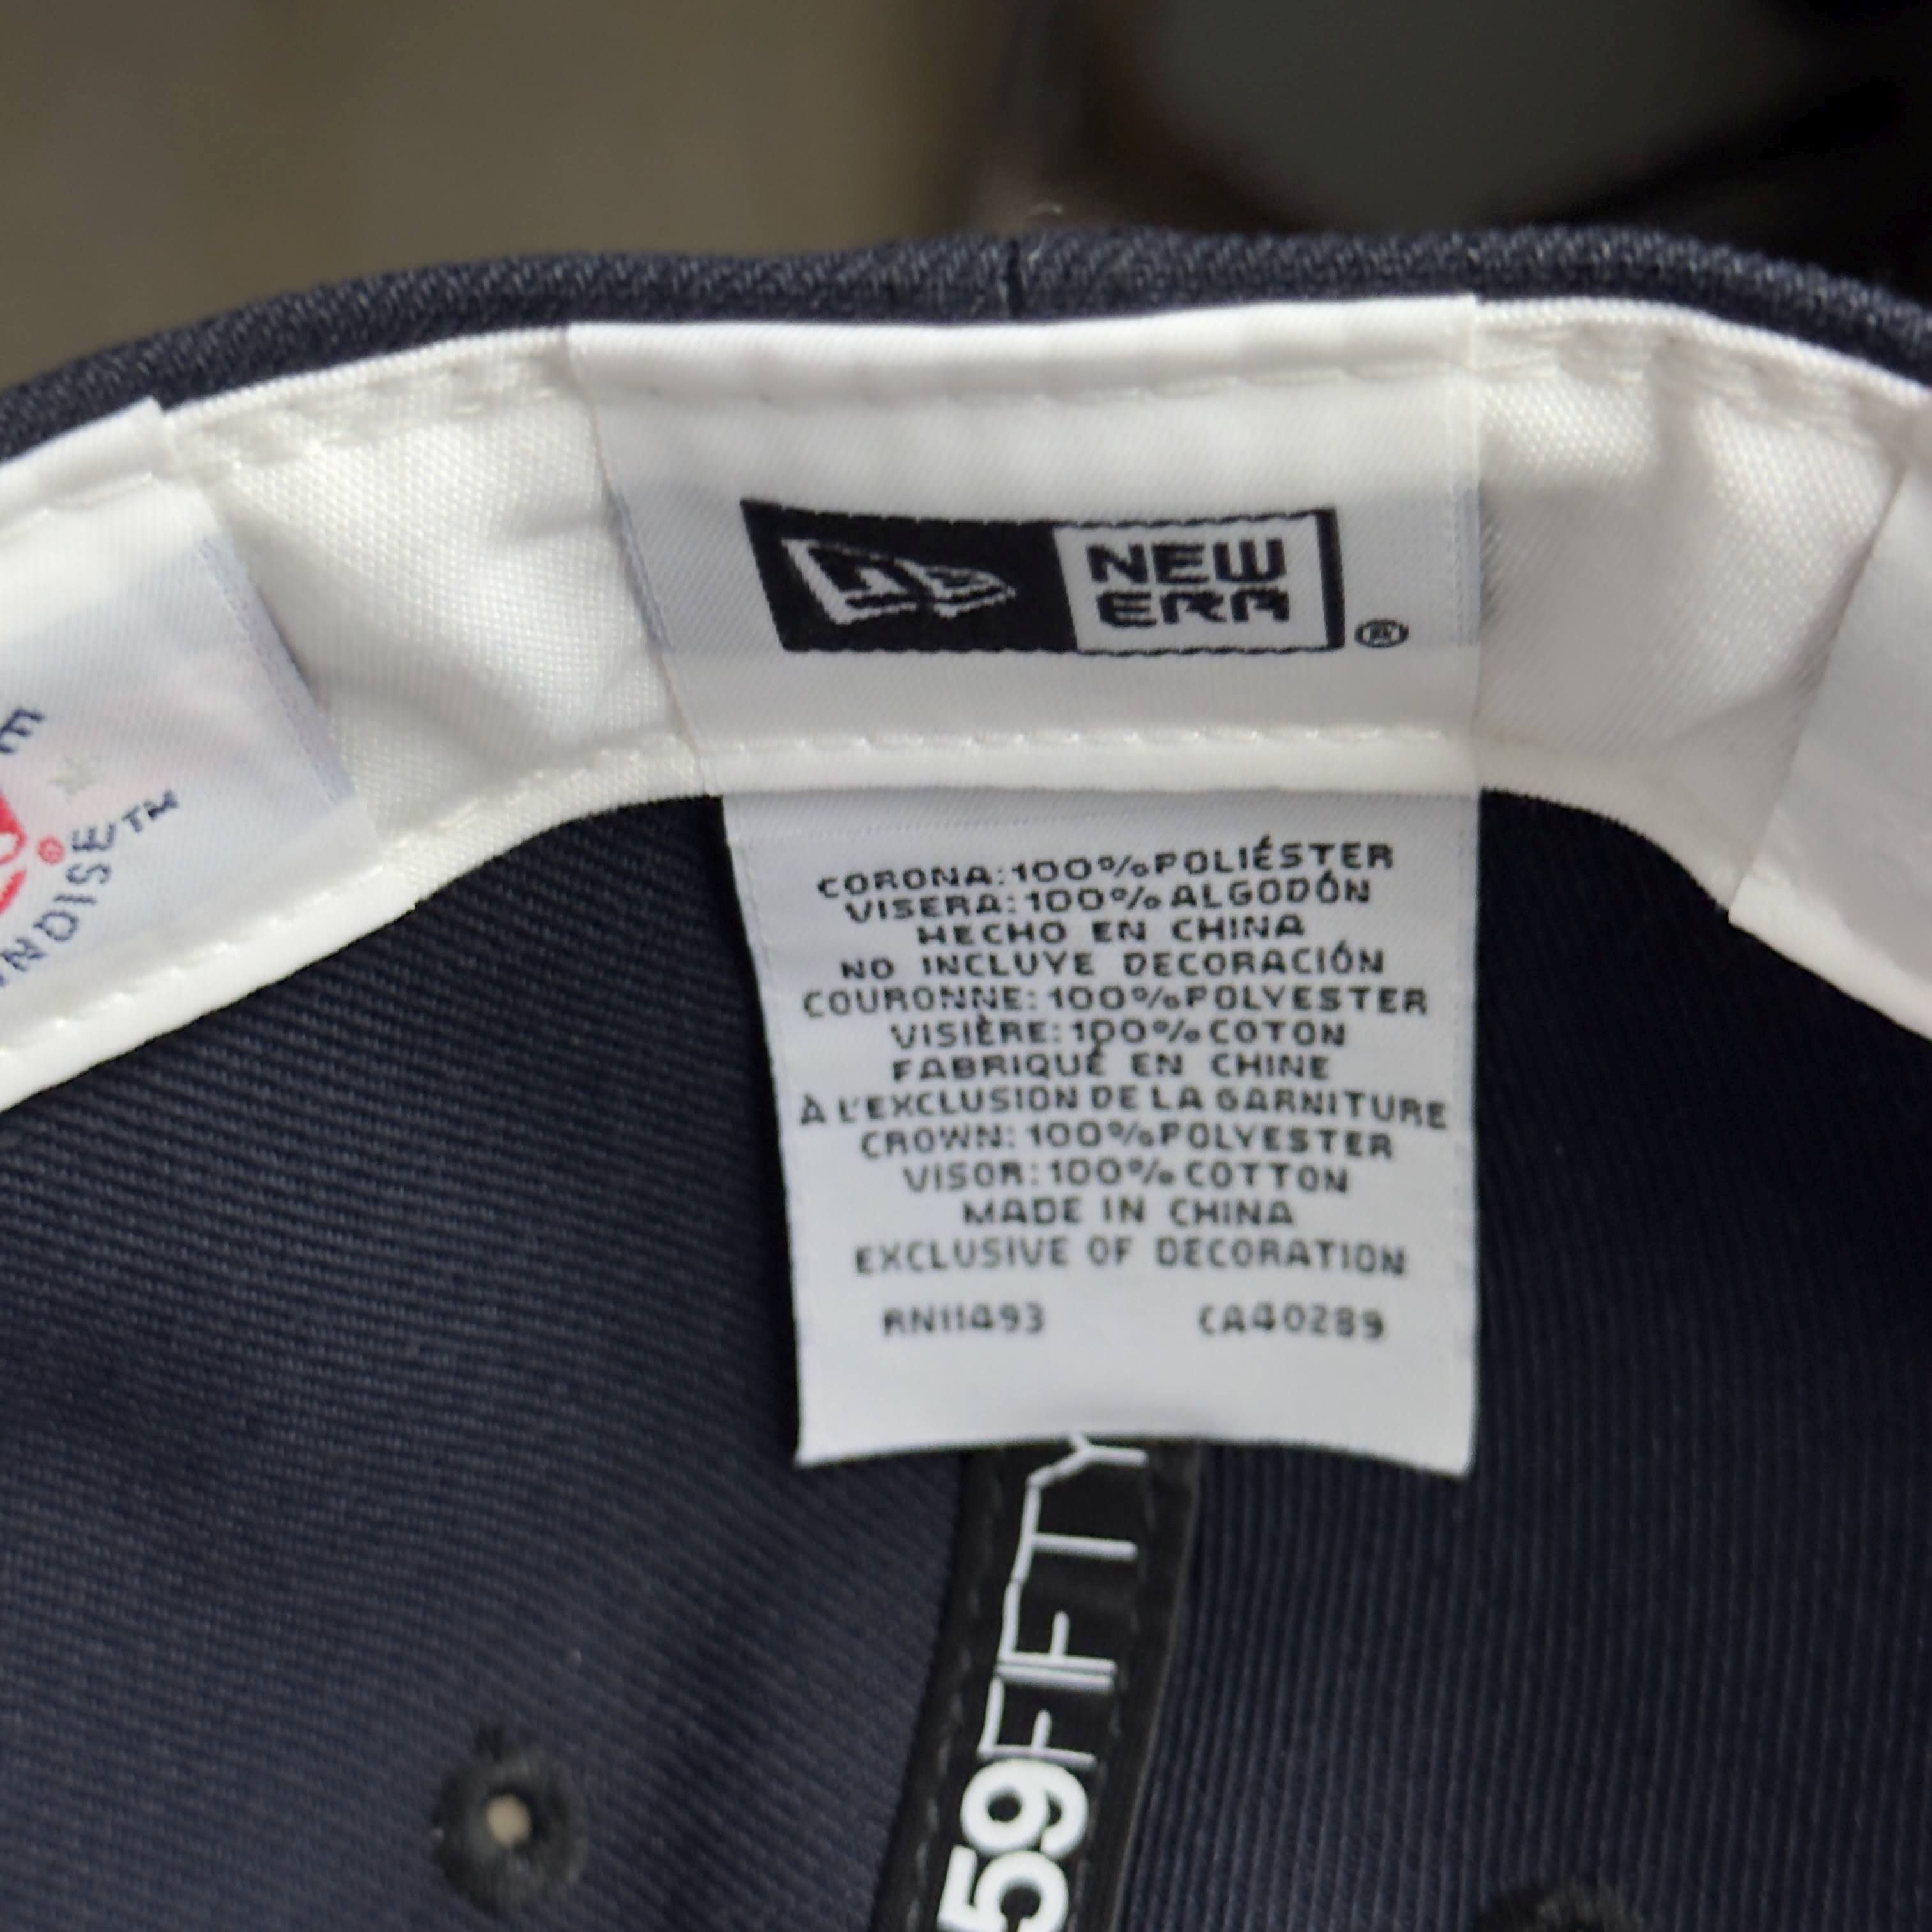 NEW
ERA®
CORONA: 100% POLIÉSTER
VISERA: 100% ALGODÓN
HECHO EN CHINA
NO INCLUYE DECORACIÓN
COURONNE: 100% POLYESTER
VISIÈRE: 100% COTON
FABRIQUÉ EN CHINE
À L'EXCLUSION DE LA GARNITURE
CROWN: 100% POLYESTER
VISOR: 100% COTTON
MADE IN CHINA
EXCLUSIVE OF DECORATION
RN11493 CA40289
59FIFTY